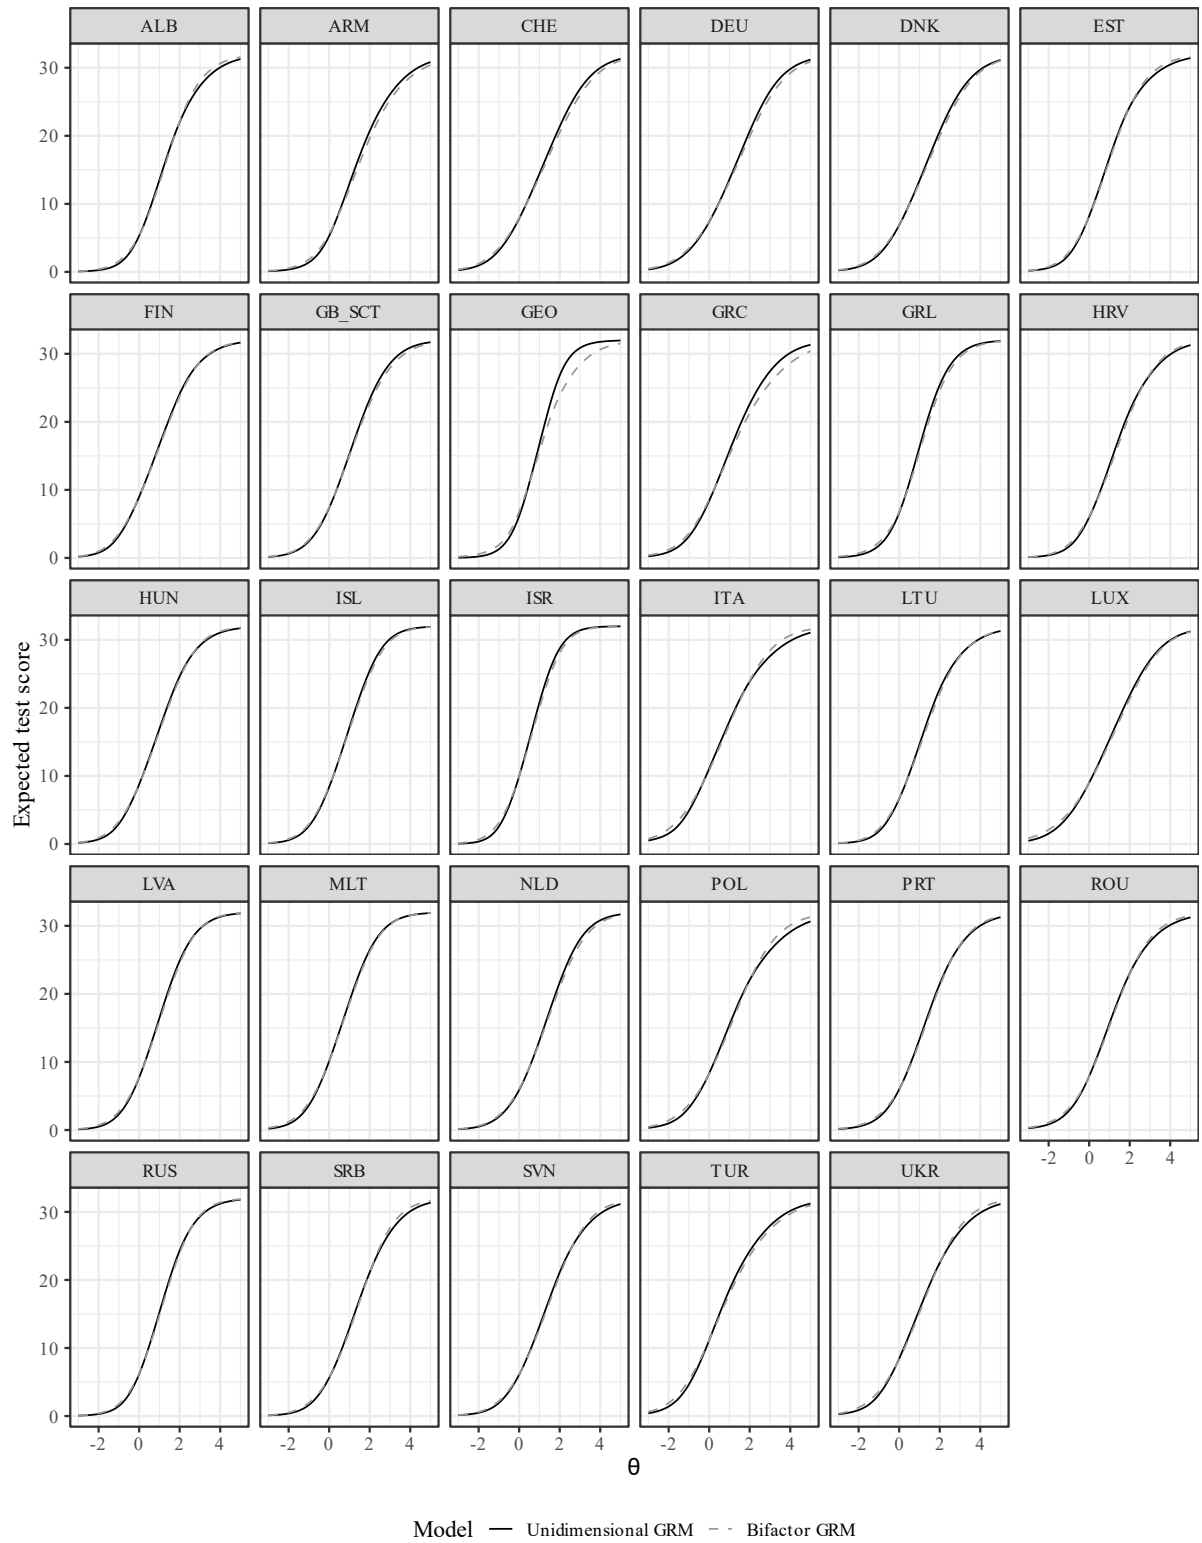 ALB ARM CHE DEU DNK EST
30
20
10
0
FIN GB_SCT GEO GRC GRL HRV
30
20
10
0
HUN ISL ISR ITA LTU LUX
30
20
10
0
Expected test score
LVA MLT NLD POL PRT ROU
30
20
10
0
-2 0 2 4
RUS SRB SVN TUR UKR
30
20
10
0
-2 0 2 4 -2 0 2 4 -2 0 2 4 -2 0 2 4 -2 0 2 4
θ
Model Unidimensional GRM Bifactor GRM